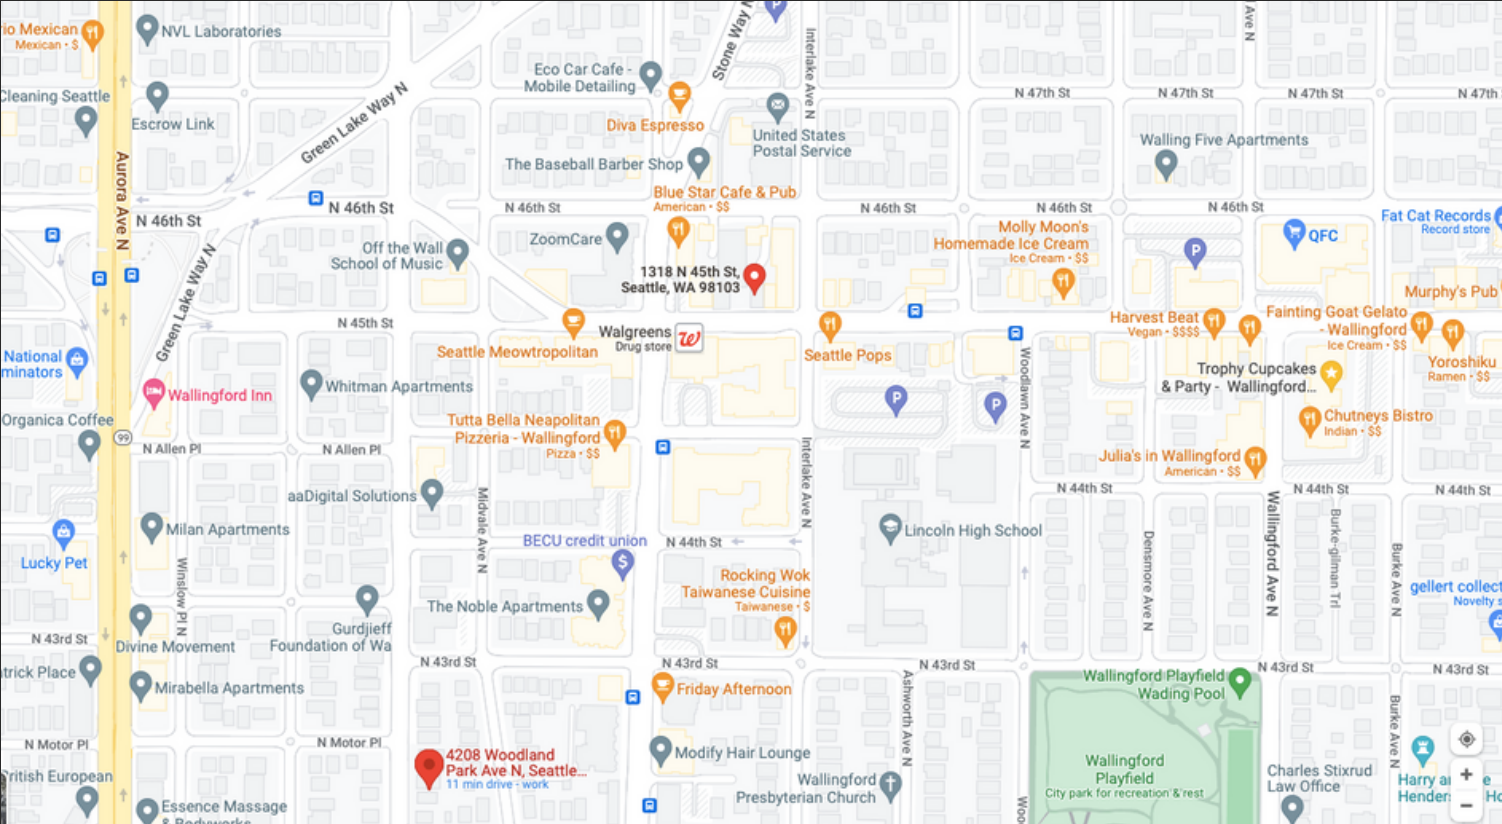 rio Mexican
Mexican · $
NVL Laboratories
Cleaning Seattle
Escrow Link
Aurora Ave N
Green Lake Way N
Eco Car Cafe -
Mobile Detailing
Diva Espresso
Stone Way N
P
Interlake Ave N
United States
Postal Service
The Baseball Barber Shop
Blue Star Cafe & Pub
American · $$
Ave N
N 47th St
N 47th St
N 47th St
N 47th
Walling Five Apartments
N 46th St
N 46th St
N 46th St
N 46th St
N 46th St
N 46th St
Off the Wall
School of Music
ZoomCare
1318 N 45th St,
Seattle, WA 98103
Molly Moon's
Homemade Ice Cream
Ice Cream · $$
P
QFC
Fat Cat Records
Record store
Murphy's Pub
Green Lake Way N
N 45th St
Seattle Meowtropolitan
Walgreens
Drug store
Seattle Pops
Harvest Beat
Vegan · $$$$
Fainting Goat Gelato
- Wallingford
Ice Cream · $$
Yoroshiku
Ramen · $$
Trophy Cupcakes
& Party - Wallingford...
Woodlawn Ave N
National
minators
Wallingford Inn
Whitman Apartments
P
P
Chutneys Bistro
Indian · $$
Organica Coffee
99
N Allen Pl
N Allen Pl
Tutta Bella Neapolitan
Pizzeria - Wallingford
Pizza · $$
Julia's in Wallingford
American · $$
aaDigital Solutions
Midvale Ave N
Interlake Ave N
N 44th St
N 44th St
N 44th St
Milan Apartments
Lucky Pet
BECU credit union
$
N 44th St
Lincoln High School
Densmore Ave N
Wallingford Ave N
Burke-gilman Trl
Burke Ave N
Winslow Pl N
The Noble Apartments
Rocking Wok
Taiwanese Cuisine
Taiwanese · $
gellert collect
Novelty s
Gurdjieff
Foundation of Wa
N 43rd St
Divine Movement
N 43rd St
N 43rd St
N 43rd St
N 43rd St
N 43rd St
trick Place
Mirabella Apartments
Friday Afternoon
Ashworth Ave N
Wallingford Playfield
Wading Pool
Burke Ave N
N Motor Pl
N Motor Pl
4208 Woodland
Park Ave N, Seattle...
11 min drive - work
Modify Hair Lounge
Wallingford
Presbyterian Church
Wallingford
Playfield
City park for recreation & rest
Charles Stixrud
Law Office
British European
Essence Massage
& Bodyworks